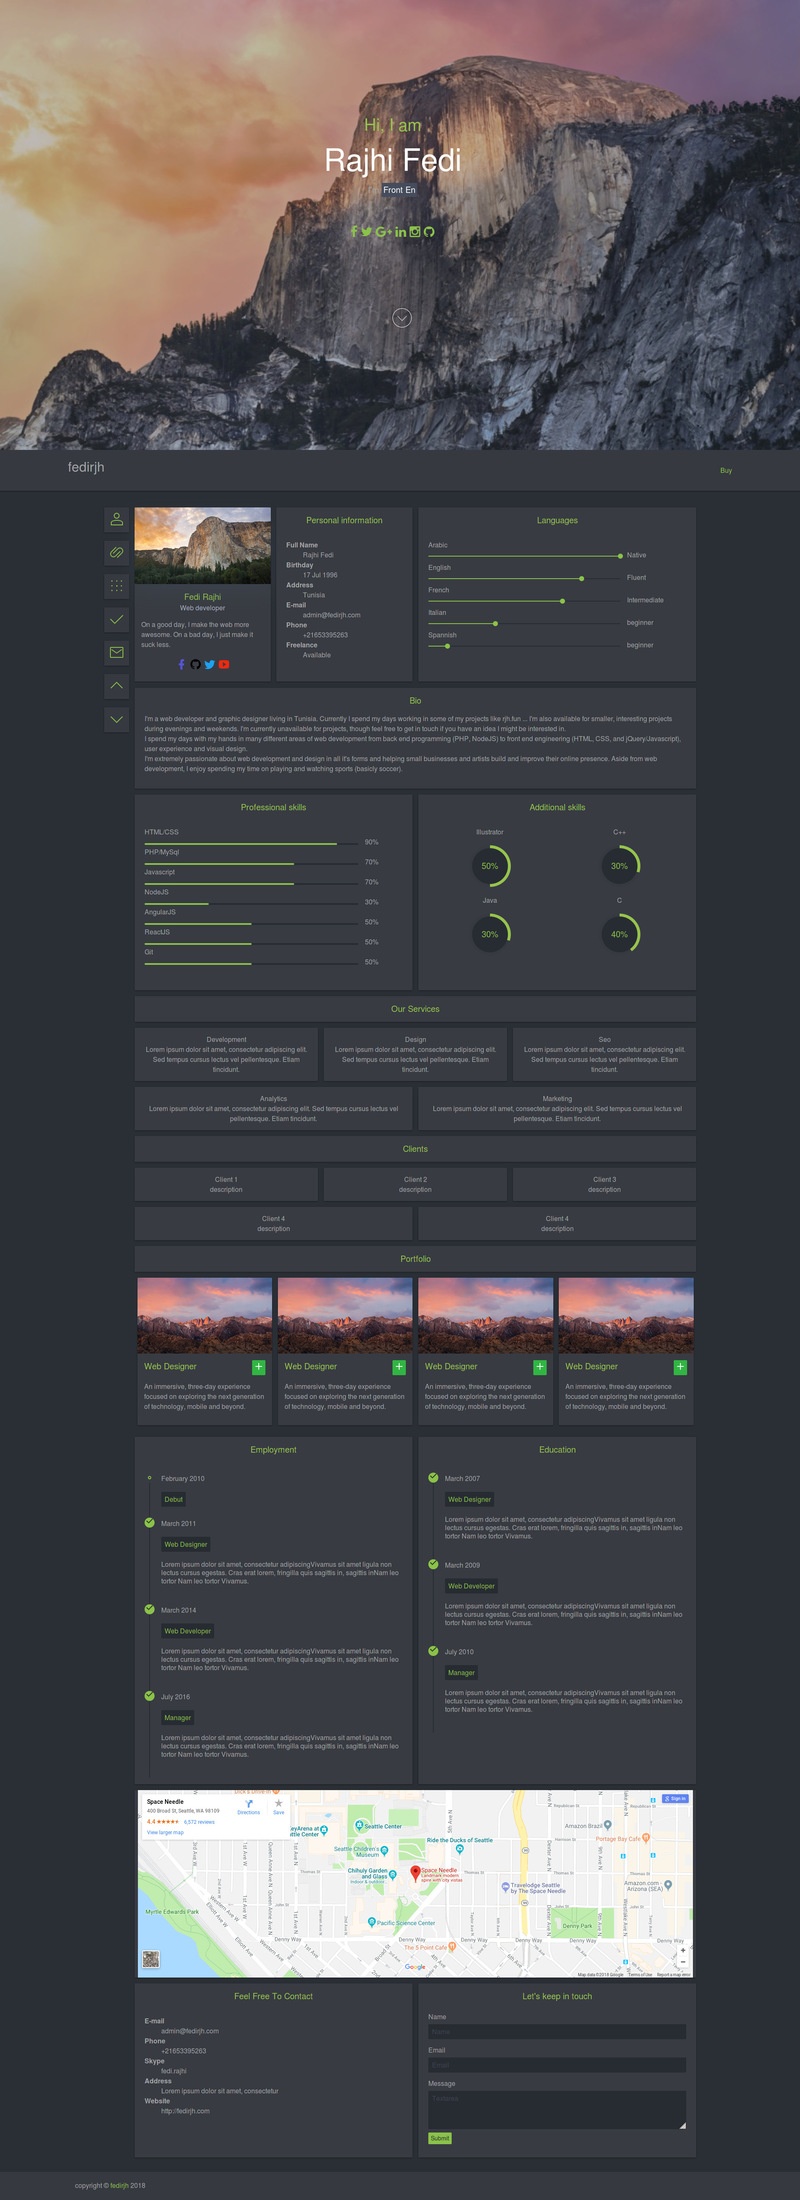 Hi, I am
Rajhi Fedi
Front En
fedirjh
Buy
Fedi Rajhi
Web developer
On a good day, I make the web more
awesome. On a bad day, I just make it
suck less.
Personal information
Full Name
Rajhi Fedi
Birthday
17 Jul 1996
Address
Tunisia
E-mail
admin@fedirjh.com
Phone
+21653395263
Freelance
Available
Languages
Arabic
Native
English
Fluent
French
Intermediate
Italian
beginner
Spannish
beginner
Bio
I'm a web developer and graphic designer living in Tunisia. Currently I spend my days working in some of my projects like rjh.fun ... I'm also available for smaller, interesting projects
during evenings and weekends. I'm currently unavailable for projects, though feel free to get in touch if you have an idea I might be interested in.
I spend my days with my hands in many different areas of web development from back end programming (PHP, NodeJS) to front end engineering (HTML, CSS, and jQuery/Javascript),
user experience and visual design.
I'm extremely passionate about web development and design in all it's forms and helping small businesses and artists build and improve their online presence. Aside from web
development, I enjoy spending my time on playing and watching sports (basicly soccer).
Professional skills
HTML/CSS
90%
PHP/MySql
70%
Javascript
70%
NodeJS
30%
AngularJS
50%
ReactJS
50%
Git
50%
Additional skills
Illustrator
50%
C++
30%
Java
30%
C
40%
Our Services
Development
Lorem ipsum dolor sit amet, consectetur adipiscing elit.
Sed tempus cursus lectus vel pellentesque. Etiam
tincidunt.
Design
Lorem ipsum dolor sit amet, consectetur adipiscing elit.
Sed tempus cursus lectus vel pellentesque. Etiam
tincidunt.
Seo
Lorem ipsum dolor sit amet, consectetur adipiscing elit.
Sed tempus cursus lectus vel pellentesque. Etiam
tincidunt.
Analytics
Lorem ipsum dolor sit amet, consectetur adipiscing elit. Sed tempus cursus lectus vel
pellentesque. Etiam tincidunt.
Marketing
Lorem ipsum dolor sit amet, consectetur adipiscing elit. Sed tempus cursus lectus vel
pellentesque. Etiam tincidunt.
Clients
Client 1
description
Client 2
description
Client 3
description
Client 4
description
Client 4
description
Portfolio
Web Designer
An immersive, three-day experience
focused on exploring the next generation
of technology, mobile and beyond.
Web Designer
An immersive, three-day experience
focused on exploring the next generation
of technology, mobile and beyond.
Web Designer
An immersive, three-day experience
focused on exploring the next generation
of technology, mobile and beyond.
Web Designer
An immersive, three-day experience
focused on exploring the next generation
of technology, mobile and beyond.
Employment
February 2010
Debut
March 2011
Web Designer
Lorem ipsum dolor sit amet, consectetur adipiscingVivamus sit amet ligula non
lectus cursus egestas. Cras erat lorem, fringilla quis sagittis in, sagittis inNam leo
tortor Nam leo tortor Vivamus.
March 2014
Web Developer
Lorem ipsum dolor sit amet, consectetur adipiscingVivamus sit amet ligula non
lectus cursus egestas. Cras erat lorem, fringilla quis sagittis in, sagittis inNam leo
tortor Nam leo tortor Vivamus.
July 2016
Manager
Lorem ipsum dolor sit amet, consectetur adipiscingVivamus sit amet ligula non
lectus cursus egestas. Cras erat lorem, fringilla quis sagittis in, sagittis inNam leo
tortor Nam leo tortor Vivamus.
Education
March 2007
Web Designer
Lorem ipsum dolor sit amet, consectetur adipiscingVivamus sit amet ligula non
lectus cursus egestas. Cras erat lorem, fringilla quis sagittis in, sagittis inNam leo
tortor Nam leo tortor Vivamus.
March 2009
Web Developer
Lorem ipsum dolor sit amet, consectetur adipiscingVivamus sit amet ligula non
lectus cursus egestas. Cras erat lorem, fringilla quis sagittis in, sagittis inNam leo
tortor Nam leo tortor Vivamus.
July 2010
Manager
Lorem ipsum dolor sit amet, consectetur adipiscingVivamus sit amet ligula non
lectus cursus egestas. Cras erat lorem, fringilla quis sagittis in, sagittis inNam leo
tortor Nam leo tortor Vivamus.
Space Needle
400 Broad St, Seattle, WA 98109
4.4 6,572 reviews
View larger map
Directions
Save
Sign in
Seattle Center
Seattle Children's
Museum
Ride the Ducks of Seattle
Amazon Brazil
Portage Bay Cafe
Chihuly Garden
and Glass
Space Needle
Landmark modern
spire with city vistas
Travelodge Seattle
by The Space Needle
Amazon.com -
Arizona (SEA)
Myrtle Edwards Park
Pacific Science Center
Denny Park
Denny Way
Denny Way
Denny Way
The 5 Point Cafe
Google
Map data ©2018 Google
Terms of Use
Report a map error
Feel Free To Contact
E-mail
admin@fedirjh.com
Phone
+21653395263
Skype
fedi.rajhi
Address
Lorem ipsum dolor sit amet, consectetur
Website
http://fedirjh.com
Let's keep in touch
Name
Name
Email
Email
Message
Textarea
Submit
copyright © fedirjh 2018